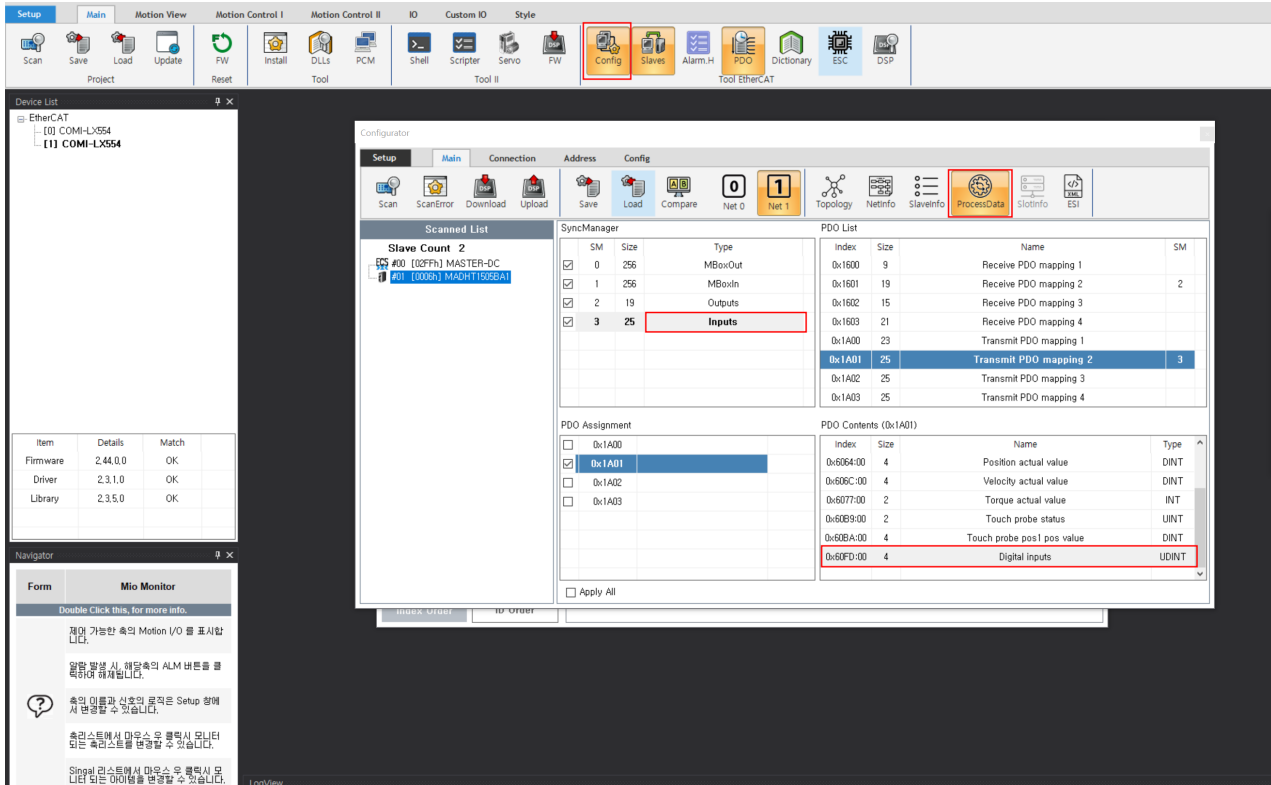 Setup Main Motion View Motion Control I Motion Control II IO Custom IO Style
Scan Save Load Update FW Install DLLs PCM Shell Scripter Servo FW Config Slaves Alarm.H PDO Dictionary ESC DSP
Project Reset Tool Tool II Tool EtherCAT
Device List
EtherCAT
[0] COMI-LX554
[1] COMI-LX554
Item Details Match
Firmware 2,44,0,0 OK
Driver 2,3,1,0 OK
Library 2,3,5,0 OK
Navigator
Form Mio Monitor
Double Click this, for more info.
제어 가능한 축의 Motion I/O 를 표시합
니다.
알람 발생 시, 해당축의 ALM 버튼을 클
릭하여 해제됩니다.
축의 이름과 신호의 로직은 Setup 창에
서 변경할 수 있습니다.
축리스트에서 마우스 우 클릭시 모니터
되는 축리스트를 변경할 수 있습니다.
Singal 리스트에서 마우스 우 클릭시 모
니터 되는 아이템을 변경할 수 있습니다.
Configurator
Setup Main Connection Address Config
Scan ScanError Download Upload Save Load Compare Net 0 Net 1 Topology NetInfo SlaveInfo ProcessData SlotInfo ESI
Scanned List
Slave Count 2
#00 [02FFh] MASTER-DC
#01 [0006h] MADHT1505BA1
SyncManager
SM Size Type
0 256 MBoxOut
1 256 MBoxIn
2 19 Outputs
3 25 Inputs
PDO List
Index Size Name SM
0x1600 9 Receive PDO mapping 1
0x1601 19 Receive PDO mapping 2 2
0x1602 15 Receive PDO mapping 3
0x1603 21 Receive PDO mapping 4
0x1A00 23 Transmit PDO mapping 1
0x1A01 25 Transmit PDO mapping 2 3
0x1A02 25 Transmit PDO mapping 3
0x1A03 25 Transmit PDO mapping 4
PDO Assignment
0x1A00
0x1A01
0x1A02
0x1A03
Apply All
PDO Contents (0x1A01)
Index Size Name Type
0x6064:00 4 Position actual value DINT
0x606C:00 4 Velocity actual value DINT
0x6077:00 2 Torque actual value INT
0x60B9:00 2 Touch probe status UINT
0x60BA:00 4 Touch probe pos1 pos value DINT
0x60FD:00 4 Digital inputs UDINT
Index Order ID Order
LogView